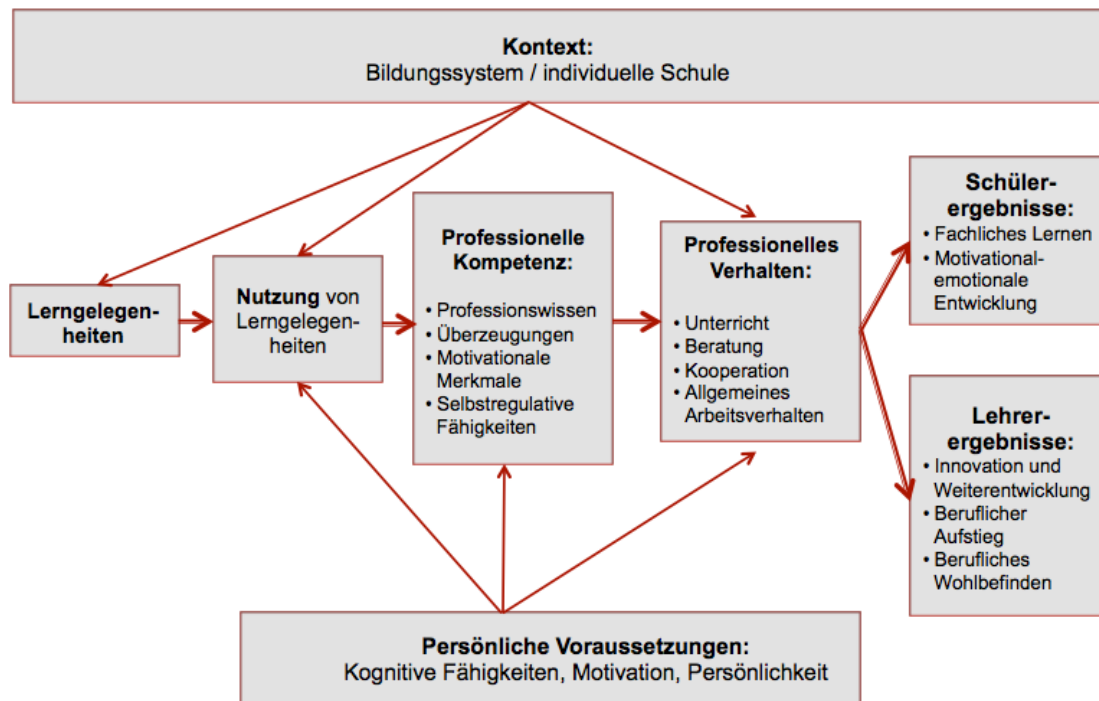 Kontext:
Bildungssystem / individuelle Schule
Lerngelegen-
heiten
Nutzung von
Lerngelegen-
heiten
Professionelle
Kompetenz:
• Professionswissen
• Überzeugungen
• Motivationale
Merkmale
• Selbstregulative
Fähigkeiten
Professionelles
Verhalten:
• Unterricht
• Beratung
• Kooperation
• Allgemeines
Arbeitsverhalten
Schüler-
ergebnisse:
• Fachliches Lernen
• Motivational-
emotionale
Entwicklung
Lehrer-
ergebnisse:
• Innovation und
Weiterentwicklung
• Beruflicher
Aufstieg
• Berufliches
Wohlbefinden
Persönliche Voraussetzungen:
Kognitive Fähigkeiten, Motivation, Persönlichkeit